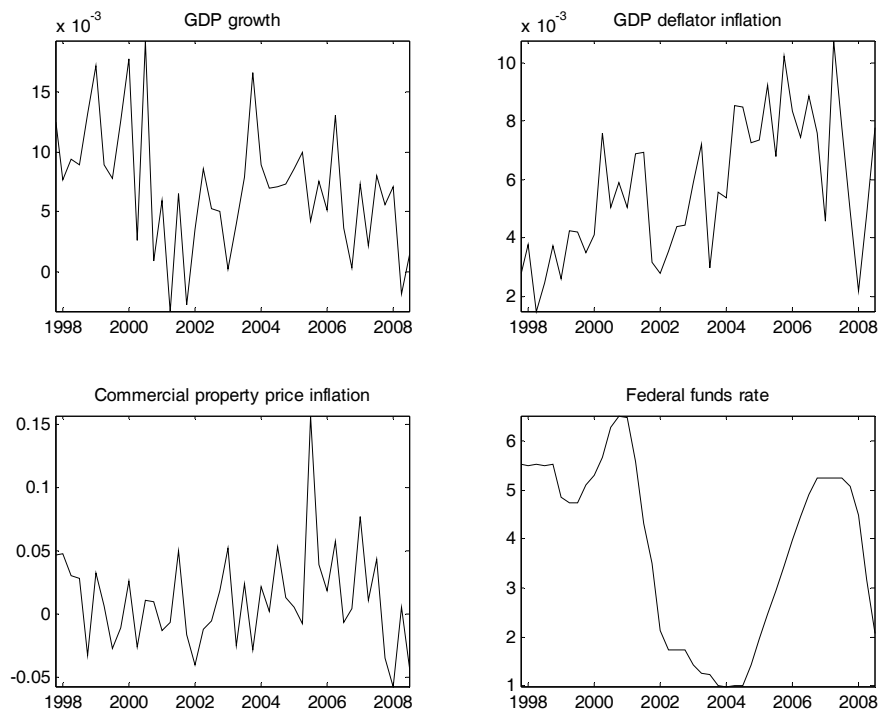 x 10⁻³
GDP growth
15
10
5
0
1998 2000 2002 2004 2006 2008
x 10⁻³
GDP deflator inflation
10
8
6
4
2
1998 2000 2002 2004 2006 2008
Commercial property price inflation
0.15
0.1
0.05
0
-0.05
1998 2000 2002 2004 2006 2008
Federal funds rate
6
5
4
3
2
1
1998 2000 2002 2004 2006 2008